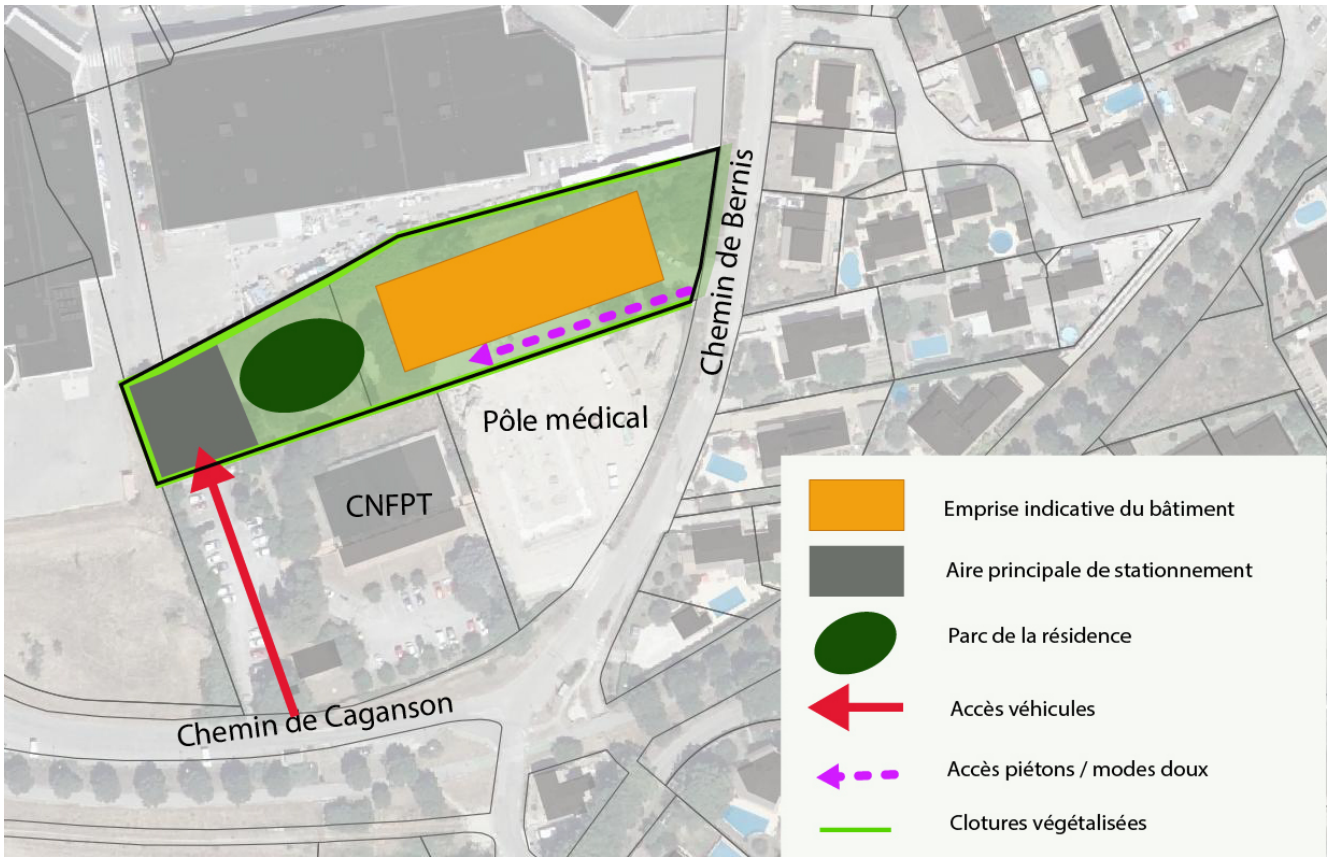 Chemin de Bernis
Pôle médical
CNFPT
Chemin de Caganson
Emprise indicative du bâtiment
Aire principale de stationnement
Parc de la résidence
Accès véhicules
Accès piétons / modes doux
Clotures végétalisées